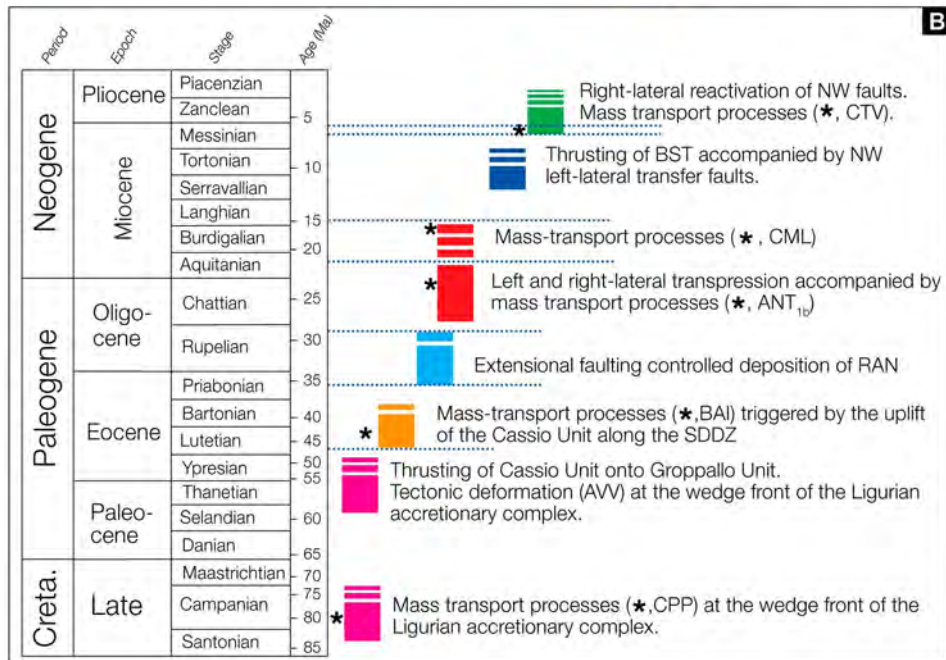 B
Period Epoch Stage Age (Ma)
Neogene
Paleogene
Creta.
Pliocene
Miocene
Oligo-
cene
Eocene
Paleo-
cene
Late
Piacenzian
Zanclean
Messinian
Tortonian
Serravallian
Langhian
Burdigalian
Aquitanian
Chattian
Rupelian
Priabonian
Bartonian
Lutetian
Ypresian
Thanetian
Selandian
Danian
Maastrichtian
Campanian
Santonian
5
10
15
20
25
30
35
40
45
50
55
60
65
70
75
80
85
Right-lateral reactivation of NW faults.
Mass transport processes (*, CTV).
Thrusting of BST accompanied by NW
left-lateral transfer faults.
Mass-transport processes (*, CML)
Left and right-lateral transpression accompanied by
mass transport processes (*, ANT1b)
Extensional faulting controlled deposition of RAN
Mass-transport processes (*,BAI) triggered by the uplift
of the Cassio Unit along the SDDZ
Thrusting of Cassio Unit onto Groppallo Unit.
Tectonic deformation (AVV) at the wedge front of the Ligurian
accretionary complex.
Mass transport processes (*,CPP) at the wedge front of the
Ligurian accretionary complex.